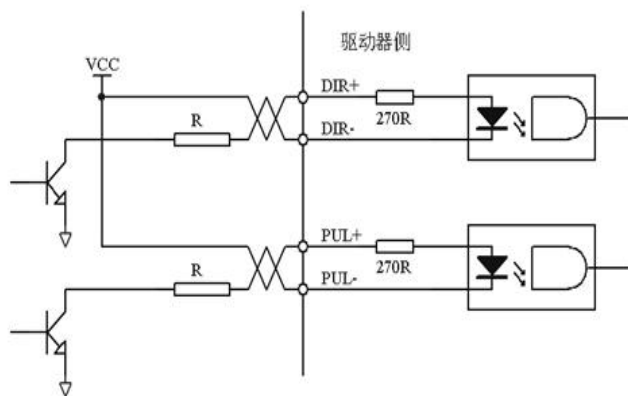 驱动器侧
VCC
DIR+
R
DIR-
270R
PUL+
R
PUL-
270R